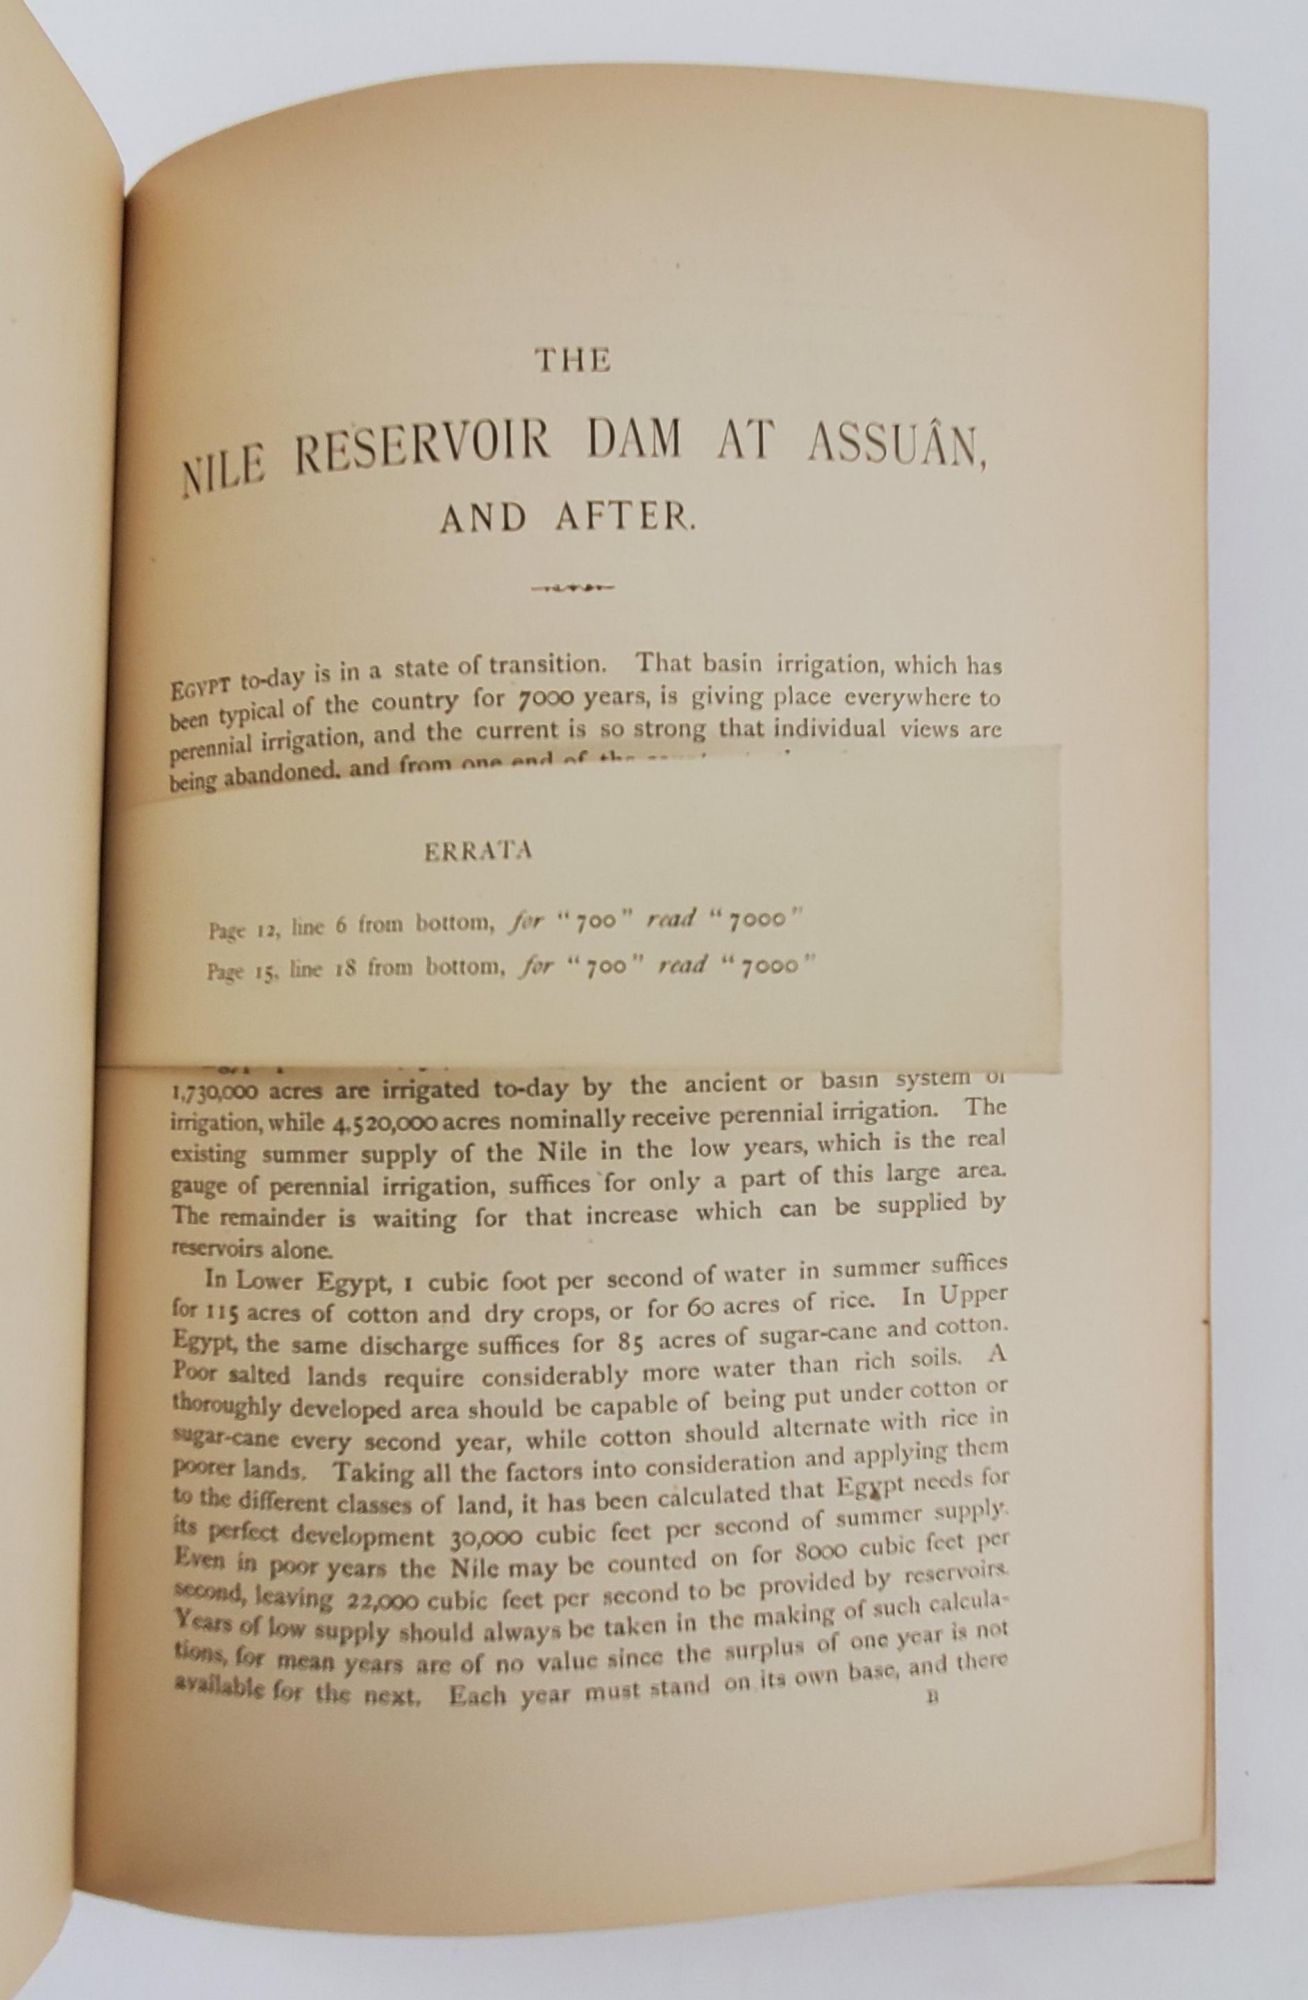 THE
NILE RESERVOIR DAM AT ASSUÂN,
AND AFTER.
EGYPT to-day is in a state of transition. That basin irrigation, which has
been typical of the country for 7000 years, is giving place everywhere to
perennial irrigation, and the current is so strong that individual views are
being abandoned, and from one end of the
ERRATA
Page 12, line 6 from bottom, for "700" read "7000"
Page 15, line 18 from bottom, for "700" read "7000"
1,730,000 acres are irrigated to-day by the ancient or basin system of
irrigation, while 4,520,000 acres nominally receive perennial irrigation. The
existing summer supply of the Nile in the low years, which is the real
gauge of perennial irrigation, suffices for only a part of this large area.
The remainder is waiting for that increase which can be supplied by
reservoirs alone.
In Lower Egypt, 1 cubic foot per second of water in summer suffices
for 115 acres of cotton and dry crops, or for 60 acres of rice. In Upper
Egypt, the same discharge suffices for 85 acres of sugar-cane and cotton.
Poor salted lands require considerably more water than rich soils. A
thoroughly developed area should be capable of being put under cotton or
sugar-cane every second year, while cotton should alternate with rice in
poorer lands. Taking all the factors into consideration and applying them
to the different classes of land, it has been calculated that Egypt needs for
its perfect development 30,000 cubic feet per second of summer supply.
Even in poor years the Nile may be counted on for 8000 cubic feet per
second, leaving 22,000 cubic feet per second to be provided by reservoirs.
Years of low supply should always be taken in the making of such calcula-
tions, for mean years are of no value since the surplus of one year is not
available for the next. Each year must stand on its own base, and there
B